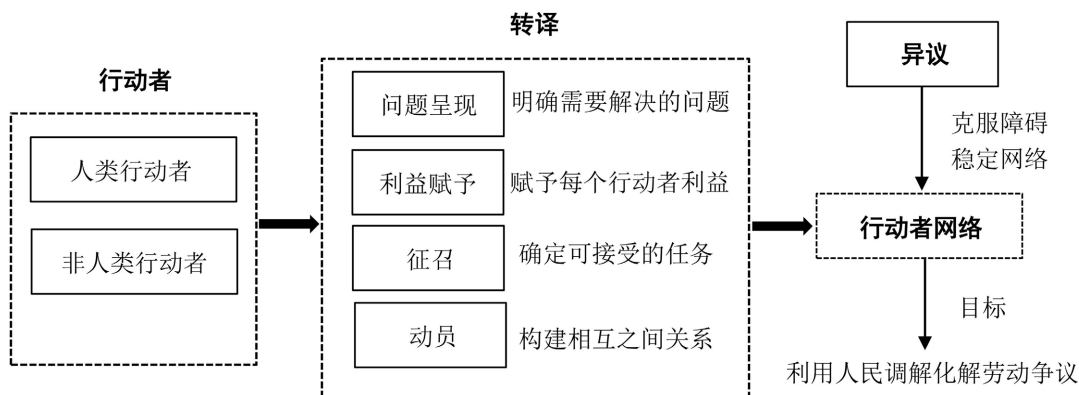 行动者
人类行动者
非人类行动者
转译
问题呈现 明确需要解决的问题
利益赋予 赋予每个行动者利益
征召 确定可接受的任务
动员 构建相互之间关系
异议
克服障碍
稳定网络
行动者网络
目标
利用人民调解化解劳动争议